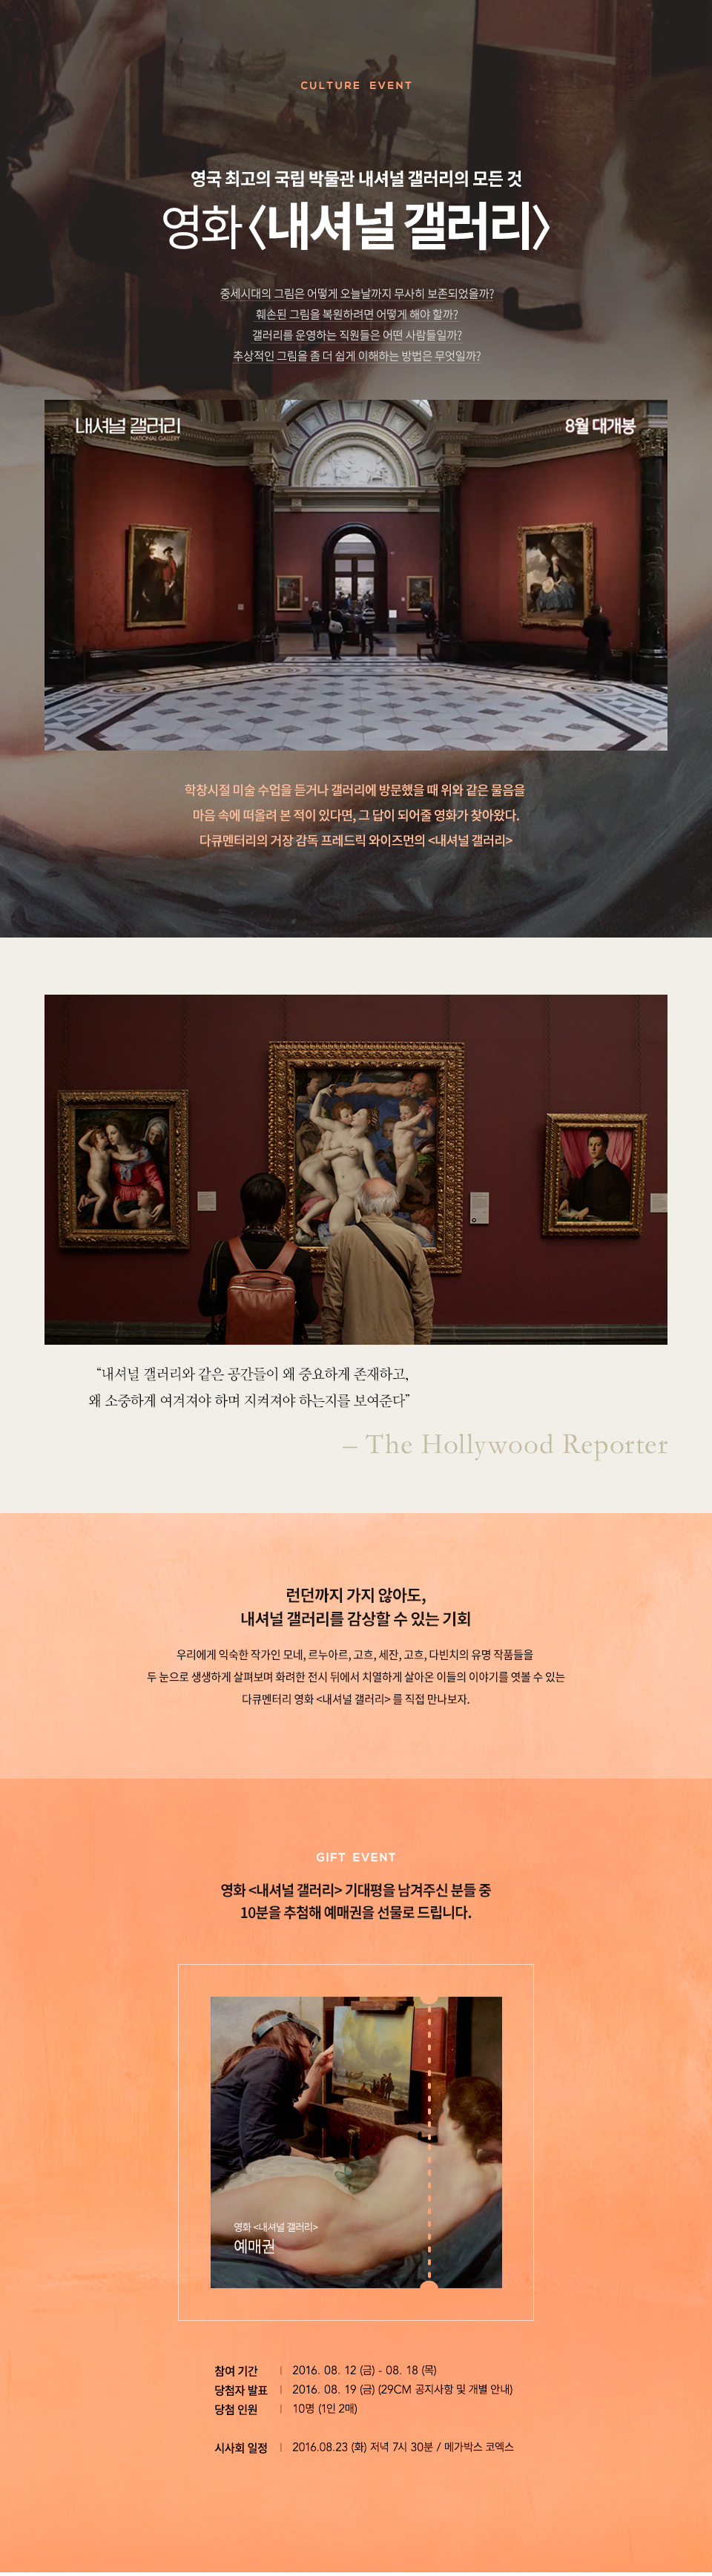 CULTURE EVENT
영국 최고의 국립 박물관 내셔널 갤러리의 모든 것
영화 <내셔널 갤러리>
중세시대의 그림은 어떻게 오늘날까지 무사히 보존되었을까?
훼손된 그림을 복원하려면 어떻게 해야 할까?
갤러리를 운영하는 직원들은 어떤 사람들일까?
추상적인 그림을 좀 더 쉽게 이해하는 방법은 무엇일까?
내셔널 갤러리
NATIONAL GALLERY
8월 대개봉
학창시절 미술 수업을 듣거나 갤러리에 방문했을 때 위와 같은 물음을
마음 속에 떠올려 본 적이 있다면, 그 답이 되어줄 영화가 찾아왔다.
다큐멘터리의 거장 감독 프레드릭 와이즈먼의 <내셔널 갤러리>
“내셔널 갤러리와 같은 공간들이 왜 중요하게 존재하고,
왜 소중하게 여겨져야 하며 지켜져야 하는지를 보여준다”
– The Hollywood Reporter
런던까지 가지 않아도,
내셔널 갤러리를 감상할 수 있는 기회
우리에게 익숙한 작가인 모네, 르누아르, 고흐, 세잔, 고흐, 다빈치의 유명 작품들을
두 눈으로 생생하게 살펴보며 화려한 전시 뒤에서 치열하게 살아온 이들의 이야기를 엿볼 수 있는
다큐멘터리 영화 <내셔널 갤러리> 를 직접 만나보자.
GIFT EVENT
영화 <내셔널 갤러리> 기대평을 남겨주신 분들 중
10분을 추첨해 예매권을 선물로 드립니다.
영화 <내셔널 갤러리>
예매권
참여 기간 | 2016. 08. 12 (금) - 08. 18 (목)
당첨자 발표 | 2016. 08. 19 (금) (29CM 공지사항 및 개별 안내)
당첨 인원 | 10명 (1인 2매)
시사회 일정 | 2016.08.23 (화) 저녁 7시 30분 / 메가박스 코엑스